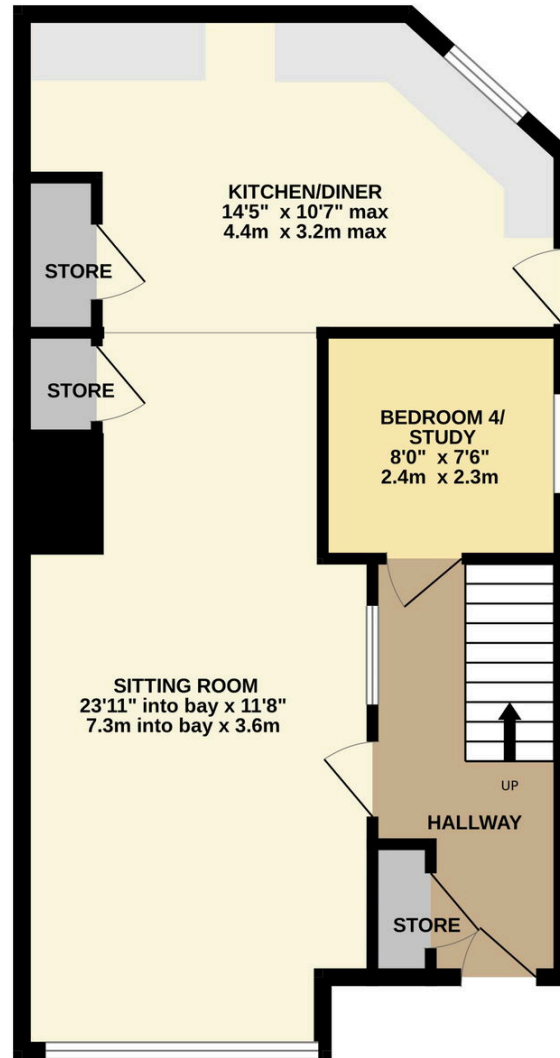 KITCHEN/DINER
14'5" x 10'7" max
4.4m x 3.2m max
STORE
STORE
BEDROOM 4/
STUDY
8'0" x 7'6"
2.4m x 2.3m
SITTING ROOM
23'11" into bay x 11'8"
7.3m into bay x 3.6m
UP
HALLWAY
STORE